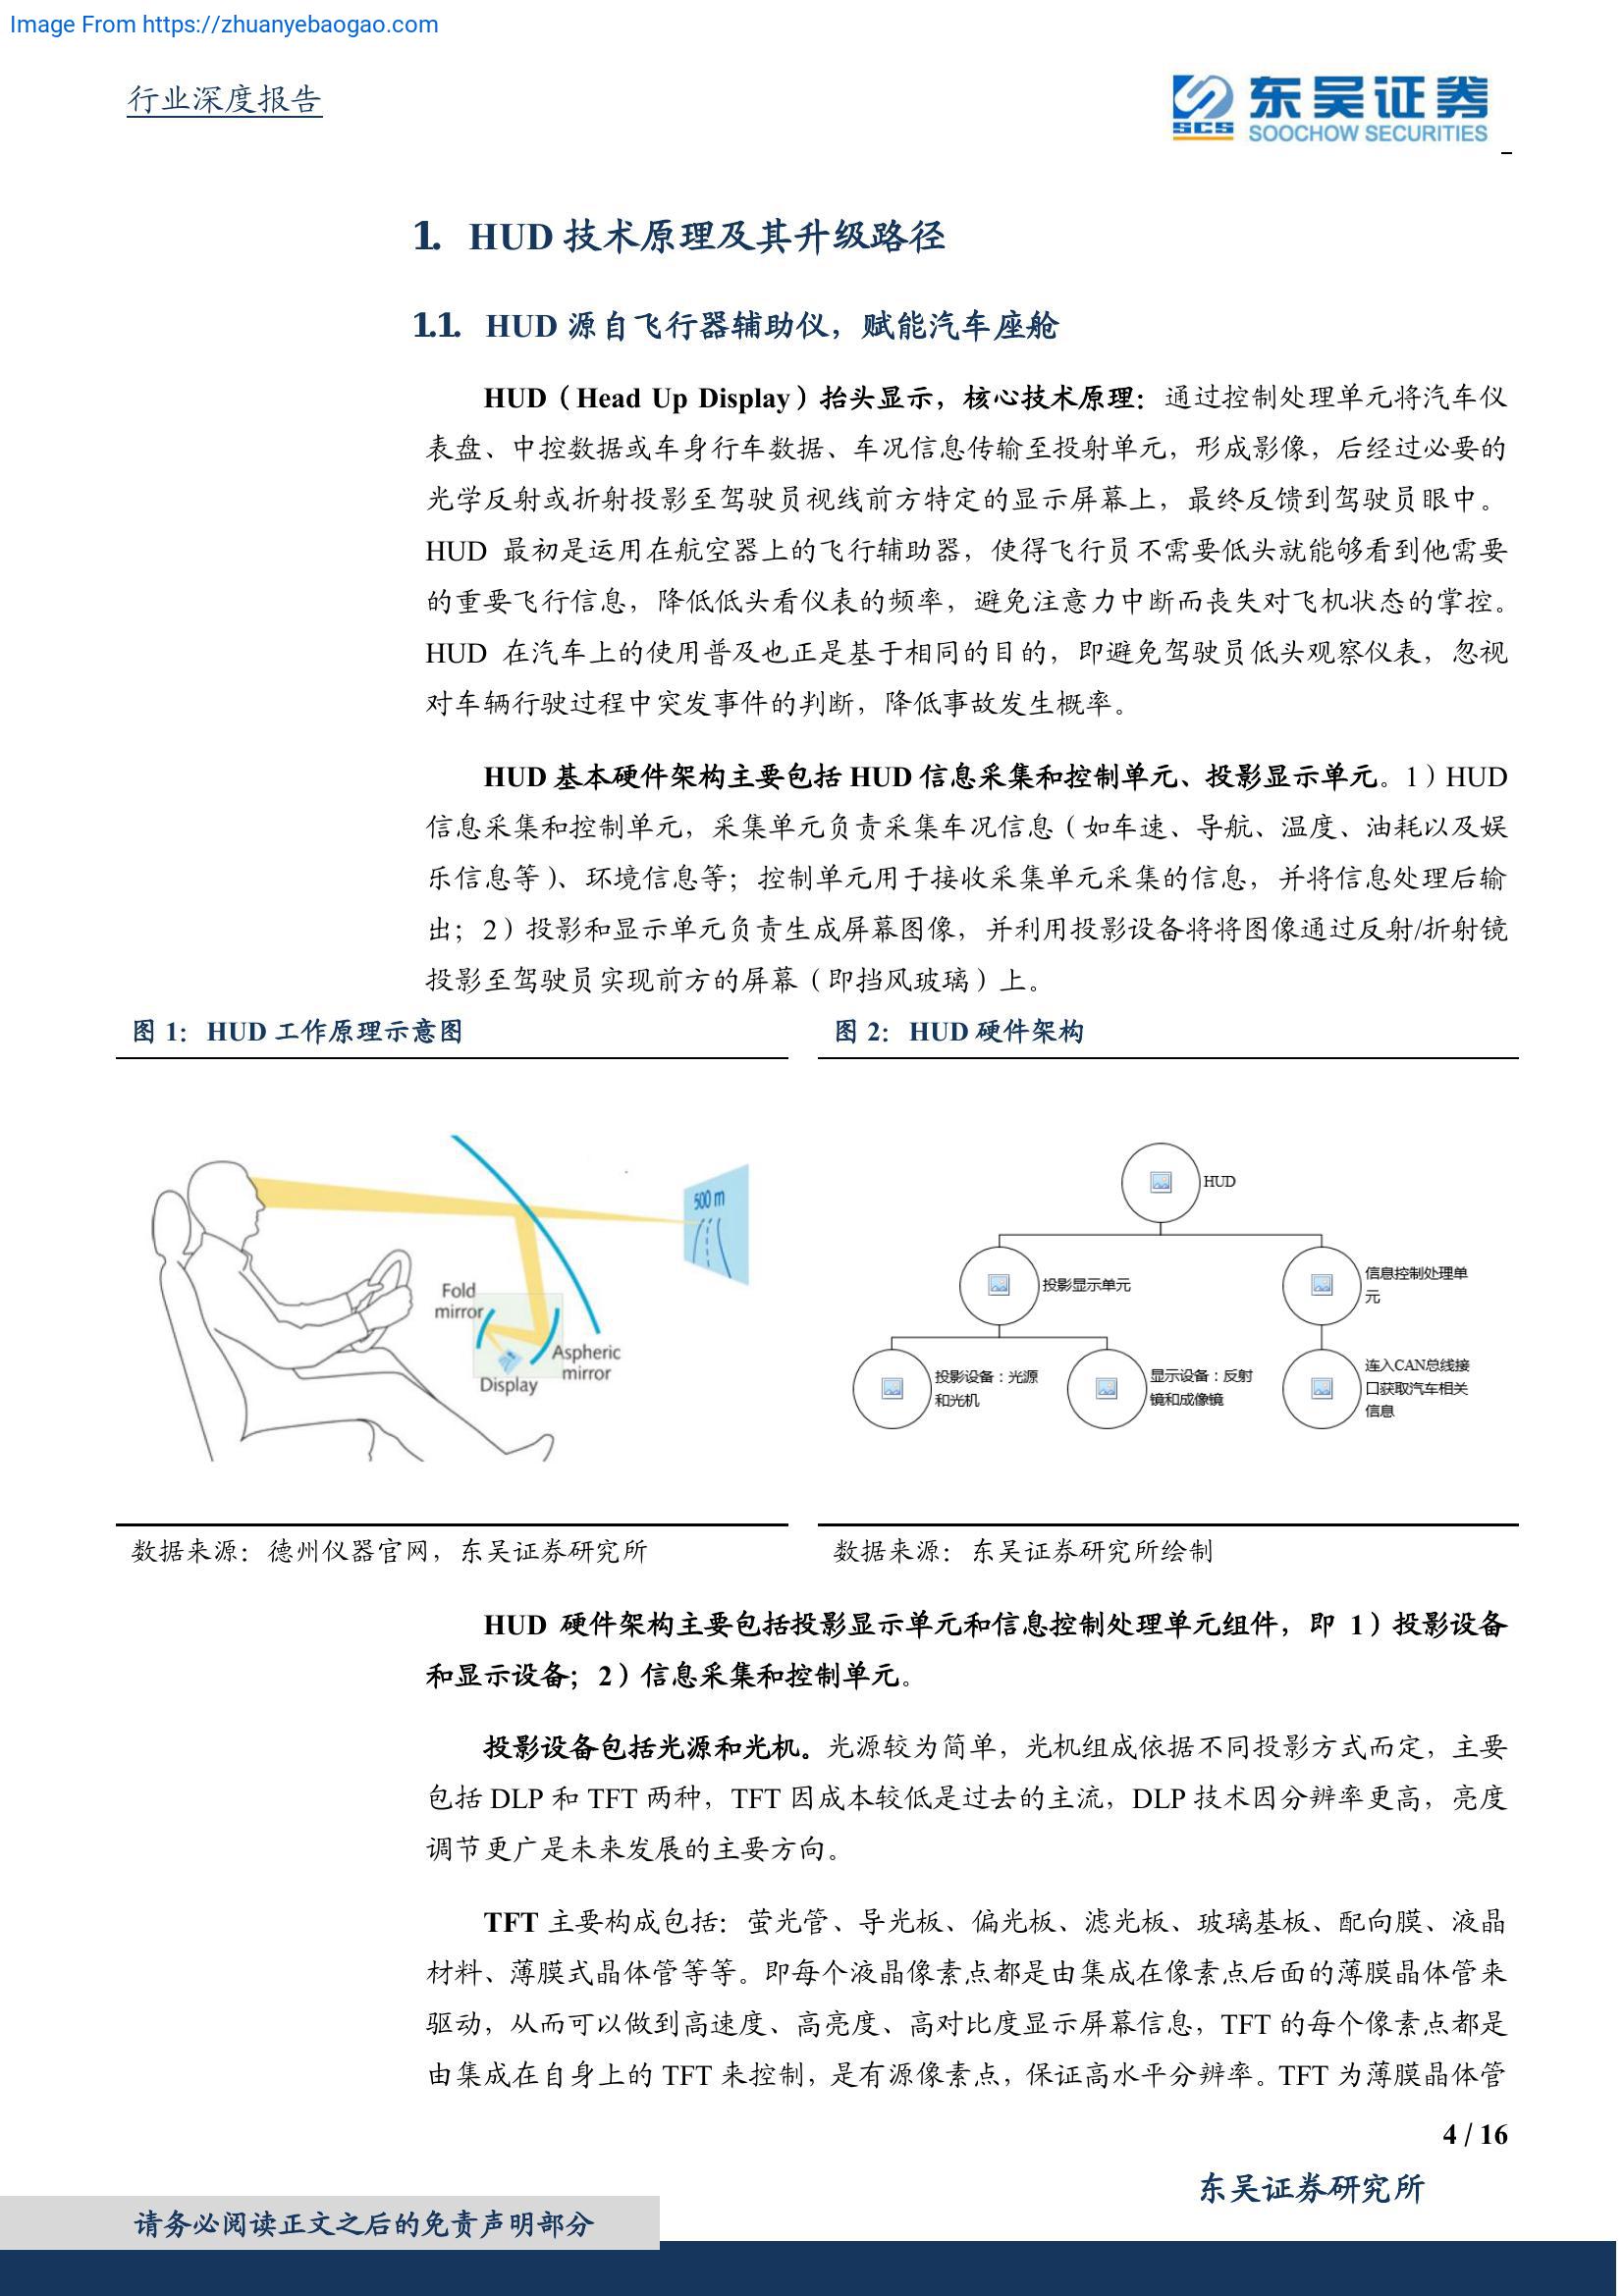 Image From https://zhuanyebaogao.com
行业深度报告
SCS
东吴证券
SOOCHOW SECURITIES
1. HUD 技术原理及其升级路径
1.1. HUD 源自飞行器辅助仪，赋能汽车座舱
HUD（Head Up Display）抬头显示，核心技术原理：通过控制处理单元将汽车仪
表盘、中控数据或车身行车数据、车况信息传输至投射单元，形成影像，后经过必要的
光学反射或折射投影至驾驶员视线前方特定的显示屏幕上，最终反馈到驾驶员眼中。
HUD 最初是运用在航空器上的飞行辅助器，使得飞行员不需要低头就能够看到他需要
的重要飞行信息，降低低头看仪表的频率，避免注意力中断而丧失对飞机状态的掌控。
HUD 在汽车上的使用普及也正是基于相同的目的，即避免驾驶员低头观察仪表，忽视
对车辆行驶过程中突发事件的判断，降低事故发生概率。
HUD 基本硬件架构主要包括 HUD 信息采集和控制单元、投影显示单元。1）HUD
信息采集和控制单元，采集单元负责采集车况信息（如车速、导航、温度、油耗以及娱
乐信息等）、环境信息等；控制单元用于接收采集单元采集的信息，并将信息处理后输
出；2）投影和显示单元负责生成屏幕图像，并利用投影设备将将图像通过反射/折射镜
投影至驾驶员实现前方的屏幕（即挡风玻璃）上。
图 1：HUD 工作原理示意图
500 m
Fold
mirror
Aspheric
mirror
Display
数据来源：德州仪器官网，东吴证券研究所
图 2：HUD 硬件架构
HUD
投影显示单元
信息控制处理单
元
投影设备：光源
和光机
显示设备：反射
镜和成像镜
连入CAN总线接
口获取汽车相关
信息
数据来源：东吴证券研究所绘制
HUD 硬件架构主要包括投影显示单元和信息控制处理单元组件，即 1）投影设备
和显示设备；2）信息采集和控制单元。
投影设备包括光源和光机。光源较为简单，光机组成依据不同投影方式而定，主要
包括 DLP 和 TFT 两种，TFT 因成本较低是过去的主流，DLP 技术因分辨率更高，亮度
调节更广是未来发展的主要方向。
TFT 主要构成包括：萤光管、导光板、偏光板、滤光板、玻璃基板、配向膜、液晶
材料、薄膜式晶体管等等。即每个液晶像素点都是由集成在像素点后面的薄膜晶体管来
驱动，从而可以做到高速度、高亮度、高对比度显示屏幕信息，TFT 的每个像素点都是
由集成在自身上的 TFT 来控制，是有源像素点，保证高水平分辨率。TFT 为薄膜晶体管
4 / 16
东吴证券研究所
请务必阅读正文之后的免责声明部分